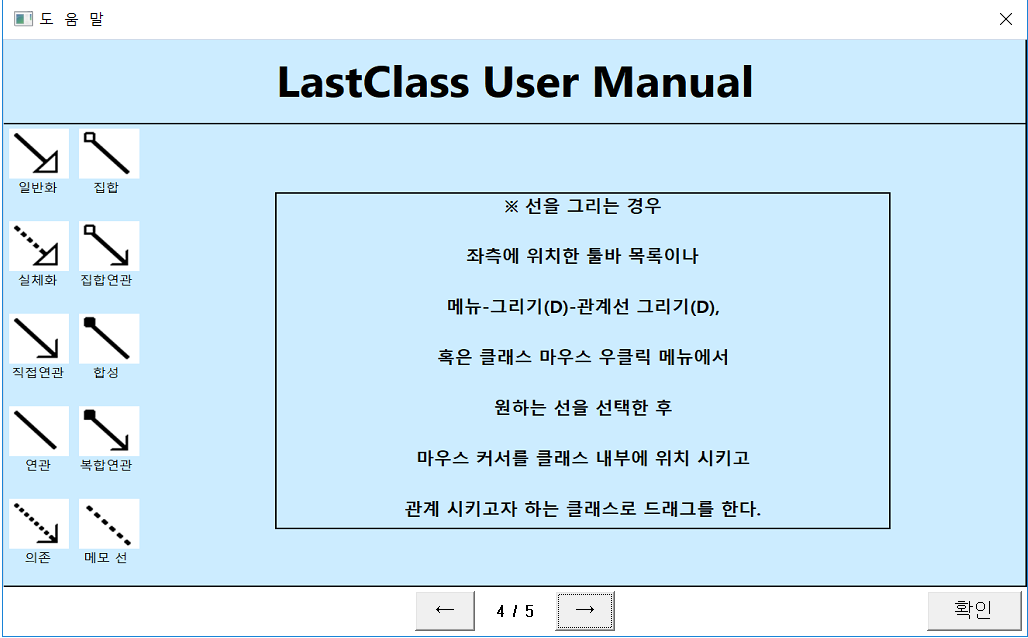 도 움 말
LastClass User Manual
일반화 집합
실체화 집합연관
직접연관 합성
연관 복합연관
의존 메모 선
※ 선을 그리는 경우
좌측에 위치한 툴바 목록이나
메뉴-그리기(D)-관계선 그리기(D),
혹은 클래스 마우스 우클릭 메뉴에서
원하는 선을 선택한 후
마우스 커서를 클래스 내부에 위치 시키고
관계 시키고자 하는 클래스로 드래그를 한다.
← 4 / 5 → 확인